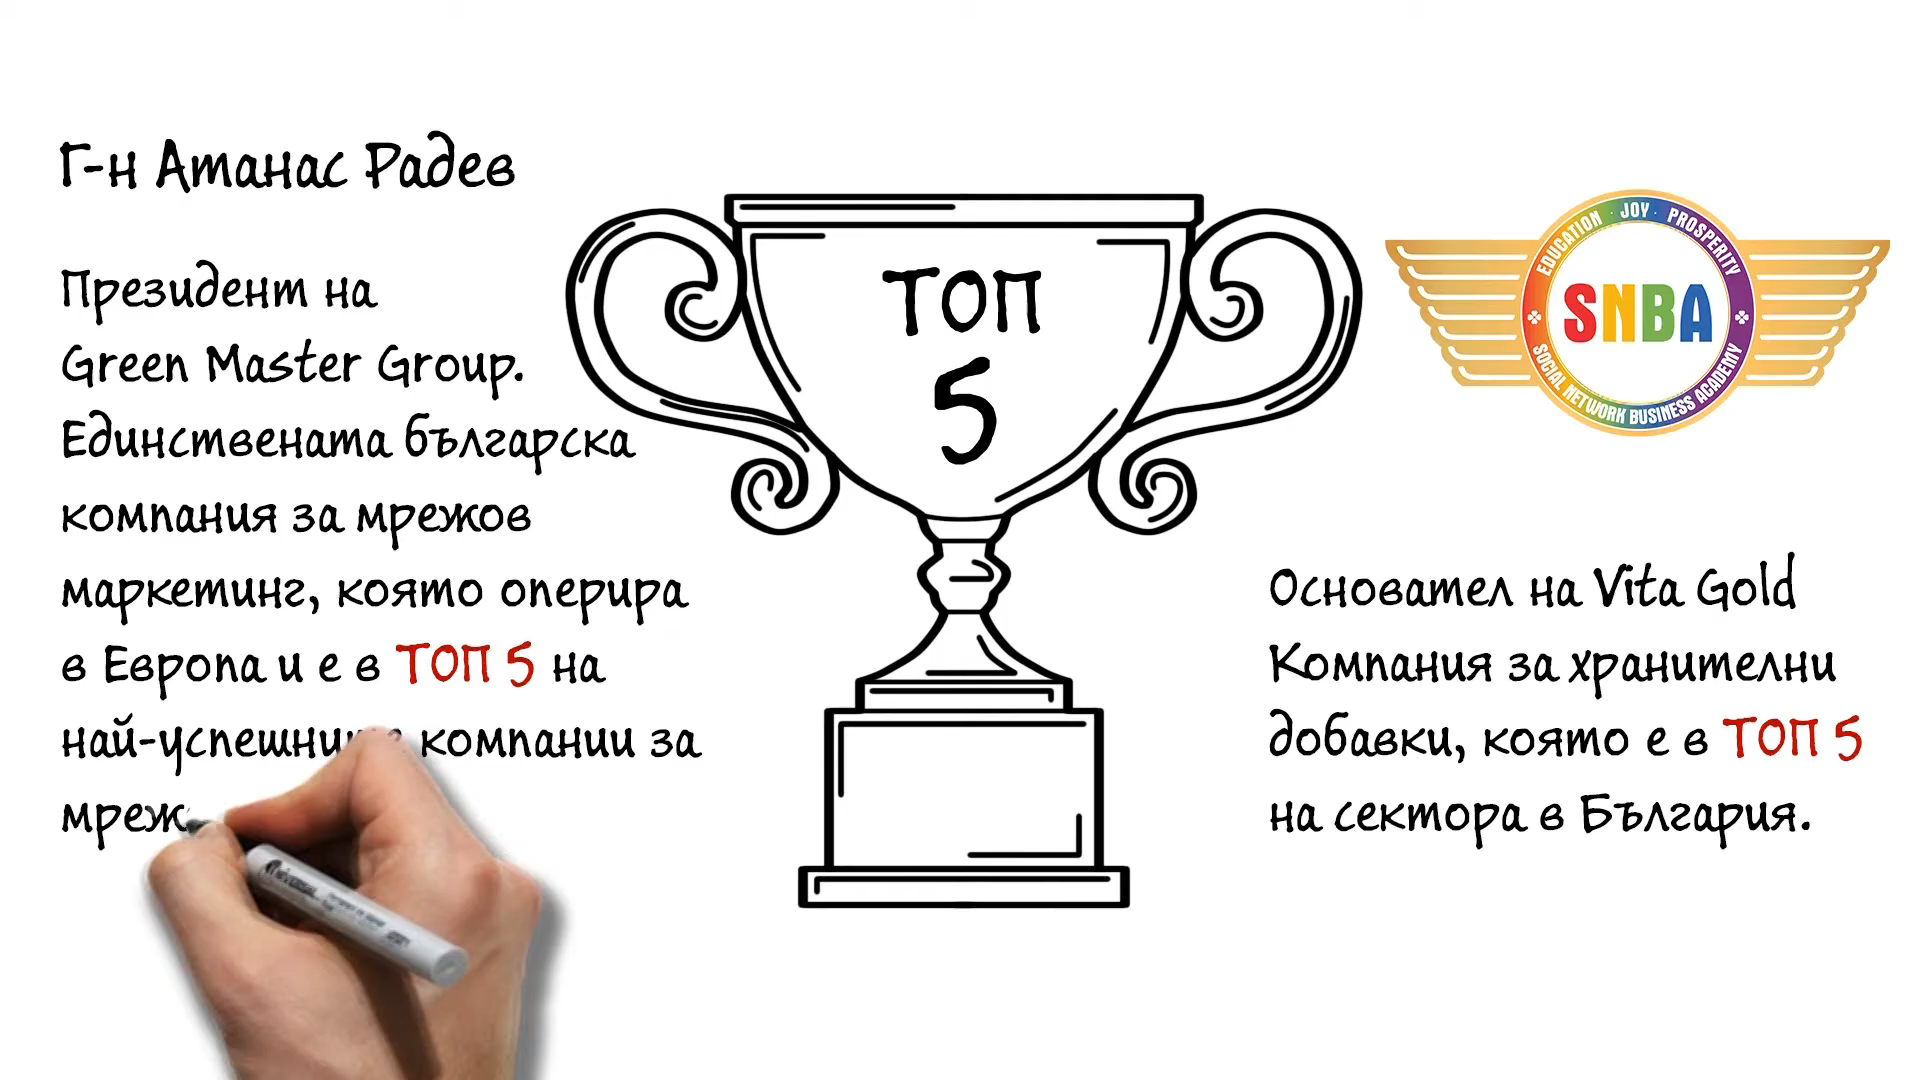 Г-н Атанас Радев
Президент на
Green Master Group.
Единствената българска
компания за мрежов
маркетинг, която оперира
в Европа и е в ТОП 5 на
компании за
ТОП
5
EDUCATION · JOY · PROSPERITY
SNBA
SOCIAL NETWORK BUSINESS ACADEMY
Основател на Vita Gold
Компания за хранителни
добавки, която е в ТОП 5
на сектора в България.